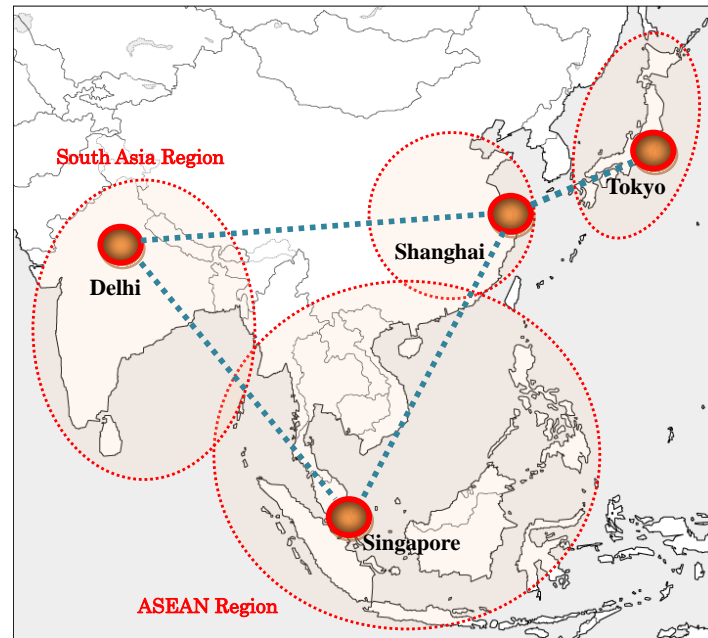 South Asia Region
Tokyo
Shanghai
Delhi
Singapore
ASEAN Region